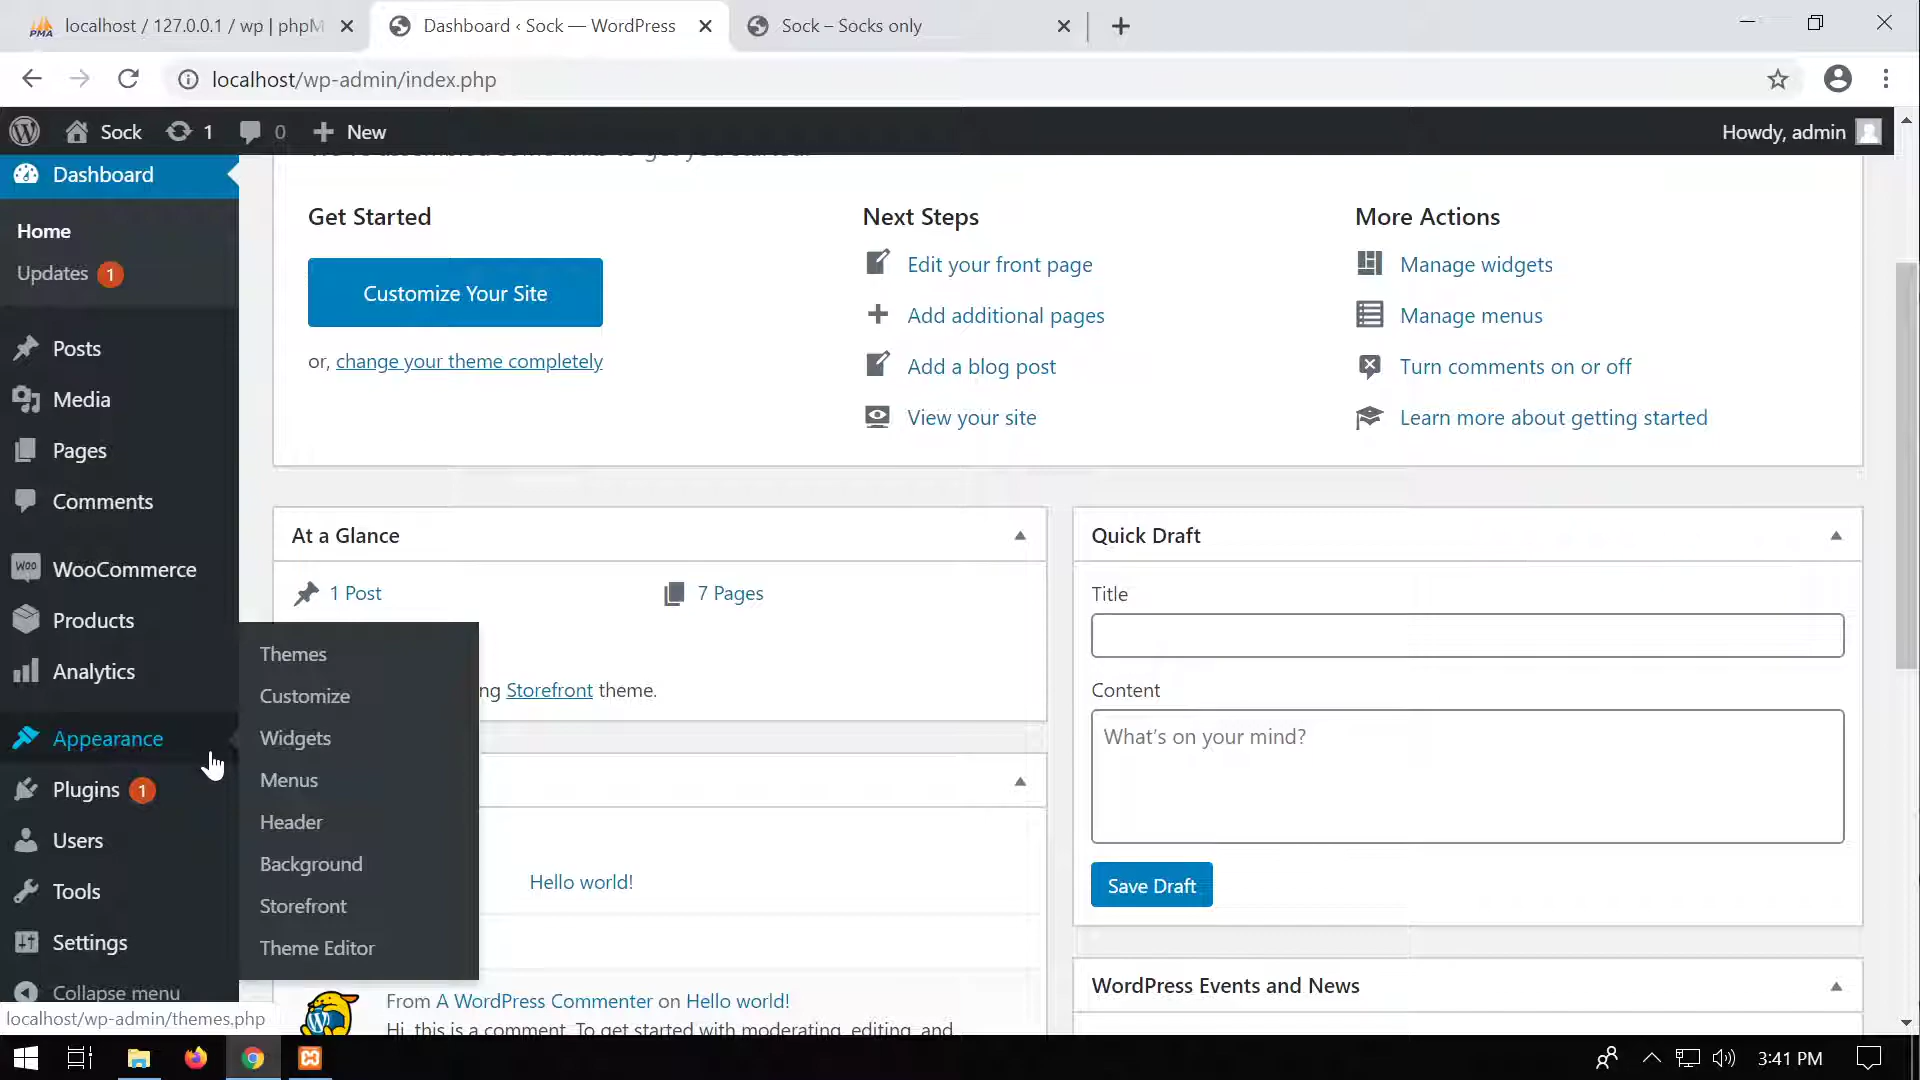 localhost / 127.0.0.1 / wp | phpM
Dashboard ‹ Sock — WordPress
Sock – Socks only
localhost/wp-admin/index.php
Sock
1
0
New
Howdy, admin
Dashboard
Home
Updates 1
Posts
Media
Pages
Comments
WooCommerce
Products
Analytics
Appearance
Plugins 1
Users
Tools
Settings
Collapse menu
Themes
Customize
Widgets
Menus
Header
Background
Storefront
Theme Editor
Get Started
Customize Your Site
or, change your theme completely
Next Steps
Edit your front page
Add additional pages
Add a blog post
View your site
More Actions
Manage widgets
Manage menus
Turn comments on or off
Learn more about getting started
At a Glance
1 Post
7 Pages
ng Storefront theme.
Hello world!
From A WordPress Commenter on Hello world!
Hi, this is a comment. To get started with moderating, editing, and
Quick Draft
Title
Content
What's on your mind?
Save Draft
WordPress Events and News
localhost/wp-admin/themes.php
3:41 PM